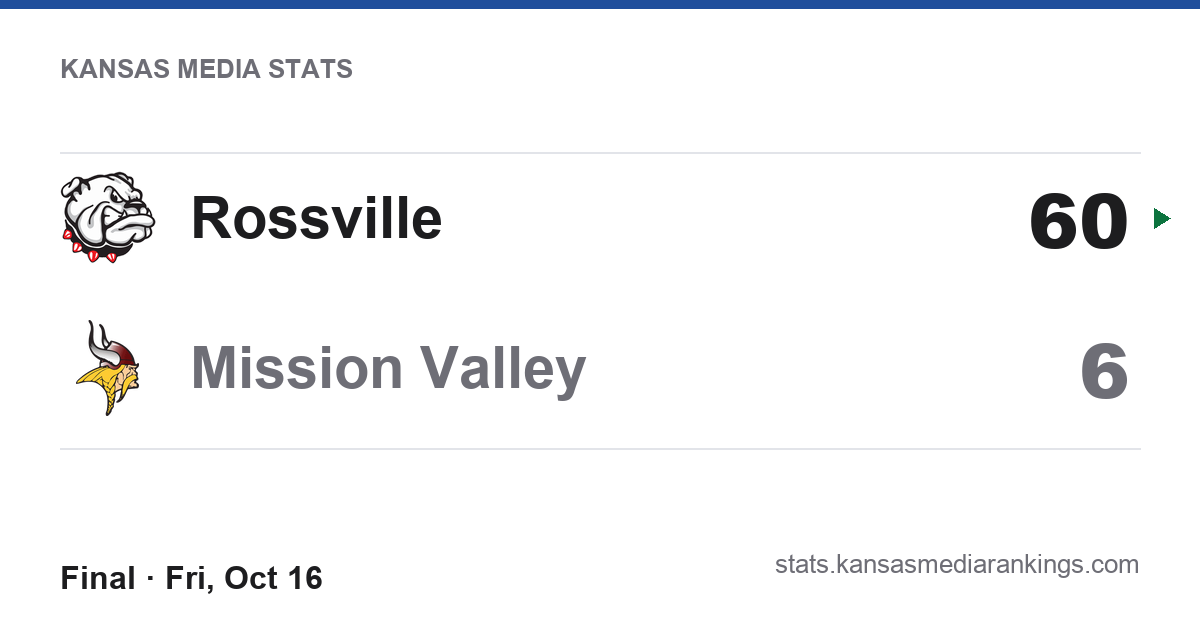 KANSAS MEDIA STATS
Rossville 60
Mission Valley 6
Final · Fri, Oct 16
stats.kansasmediarankings.com